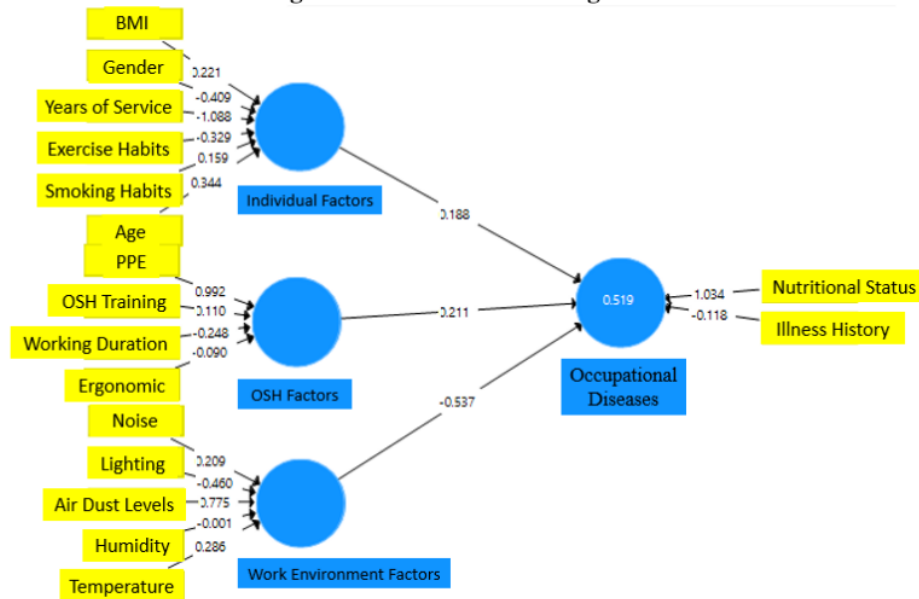 BMI
0.221
Gender
-0.409
Years of Service
-1.088
Exercise Habits
-0.329
0.159
Smoking Habits
0.344
Individual Factors
Age
0.188
PPE
0.992
OSH Training
0.110
Working Duration
-0.248
-0.090
Ergonomic
OSH Factors
0.211
0.519
1.034
Nutritional Status
-0.118
Illness History
Occupational
Diseases
Noise
0.209
Lighting
-0.460
Air Dust Levels
0.775
-0.001
Humidity
0.286
Temperature
Work Environment Factors
-0.537